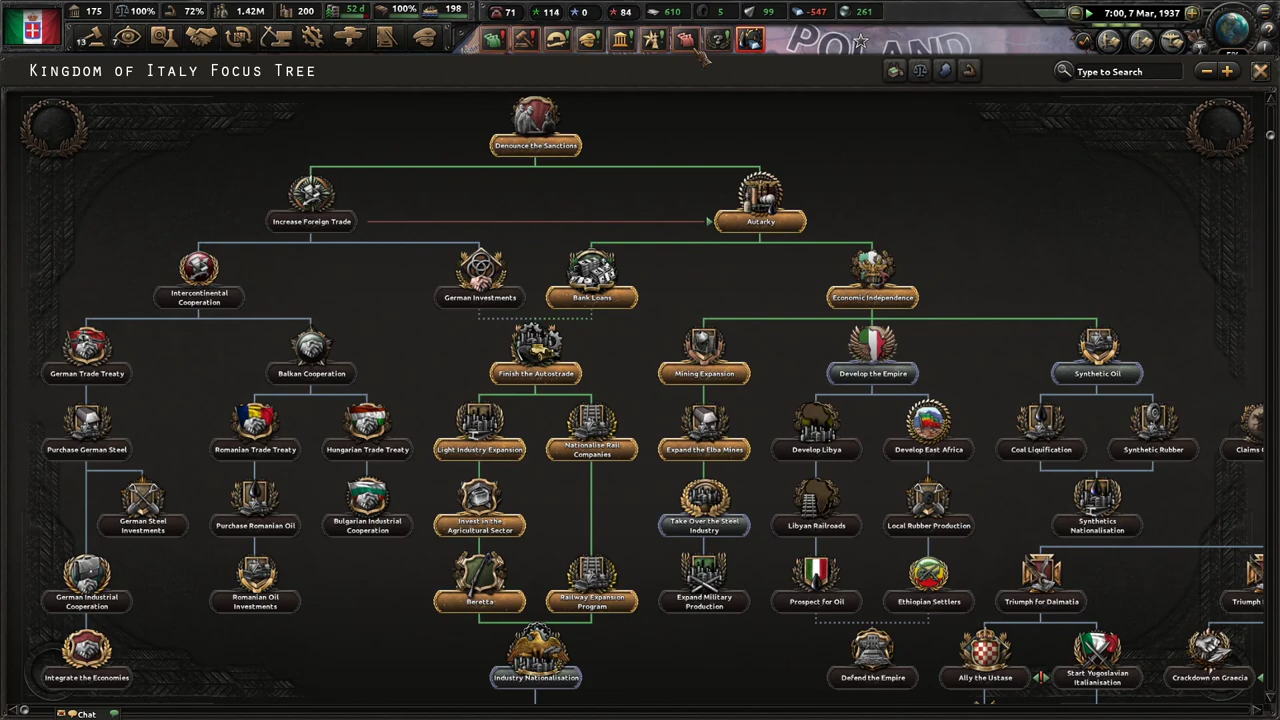 175 100% 72% 1.42M 200 52 d 100% 198 71 114 0 84 610 5 99 -547 261 7:00, 7 Mar, 1937
13 7
POLAND
KINGDOM OF ITALY FOCUS TREE
Type to Search
Denounce the Sanctions
Increase Foreign Trade
Autarky
Intercontinental
Cooperation
German Investments
Bank Loans
Economic Independence
German Trade Treaty
Balkan Cooperation
Finish the Autostrade
Mining Expansion
Develop the Empire
Synthetic Oil
Purchase German Steel
Romanian Trade Treaty
Hungarian Trade Treaty
Light Industry Expansion
Nationalise Rail
Companies
Expand the Elba Mines
Develop Libya
Develop East Africa
Coal Liquification
Synthetic Rubber
Claims
German Steel
Investments
Purchase Romanian Oil
Bulgarian Industrial
Cooperation
Invest in the
Agricultural Sector
Take Over the Steel
Industry
Libyan Railroads
Local Rubber Production
Synthetics
Nationalisation
German Industrial
Cooperation
Romanian Oil
Investments
Beretta
Railway Expansion
Program
Expand Military
Production
Prospect for Oil
Ethiopian Settlers
Triumph for Dalmatia
Triumph
Integrate the Economies
Industry Nationalisation
Defend the Empire
Ally the Ustase
Start Yugoslavian
Italianisation
Crackdown on Graecia
Chat